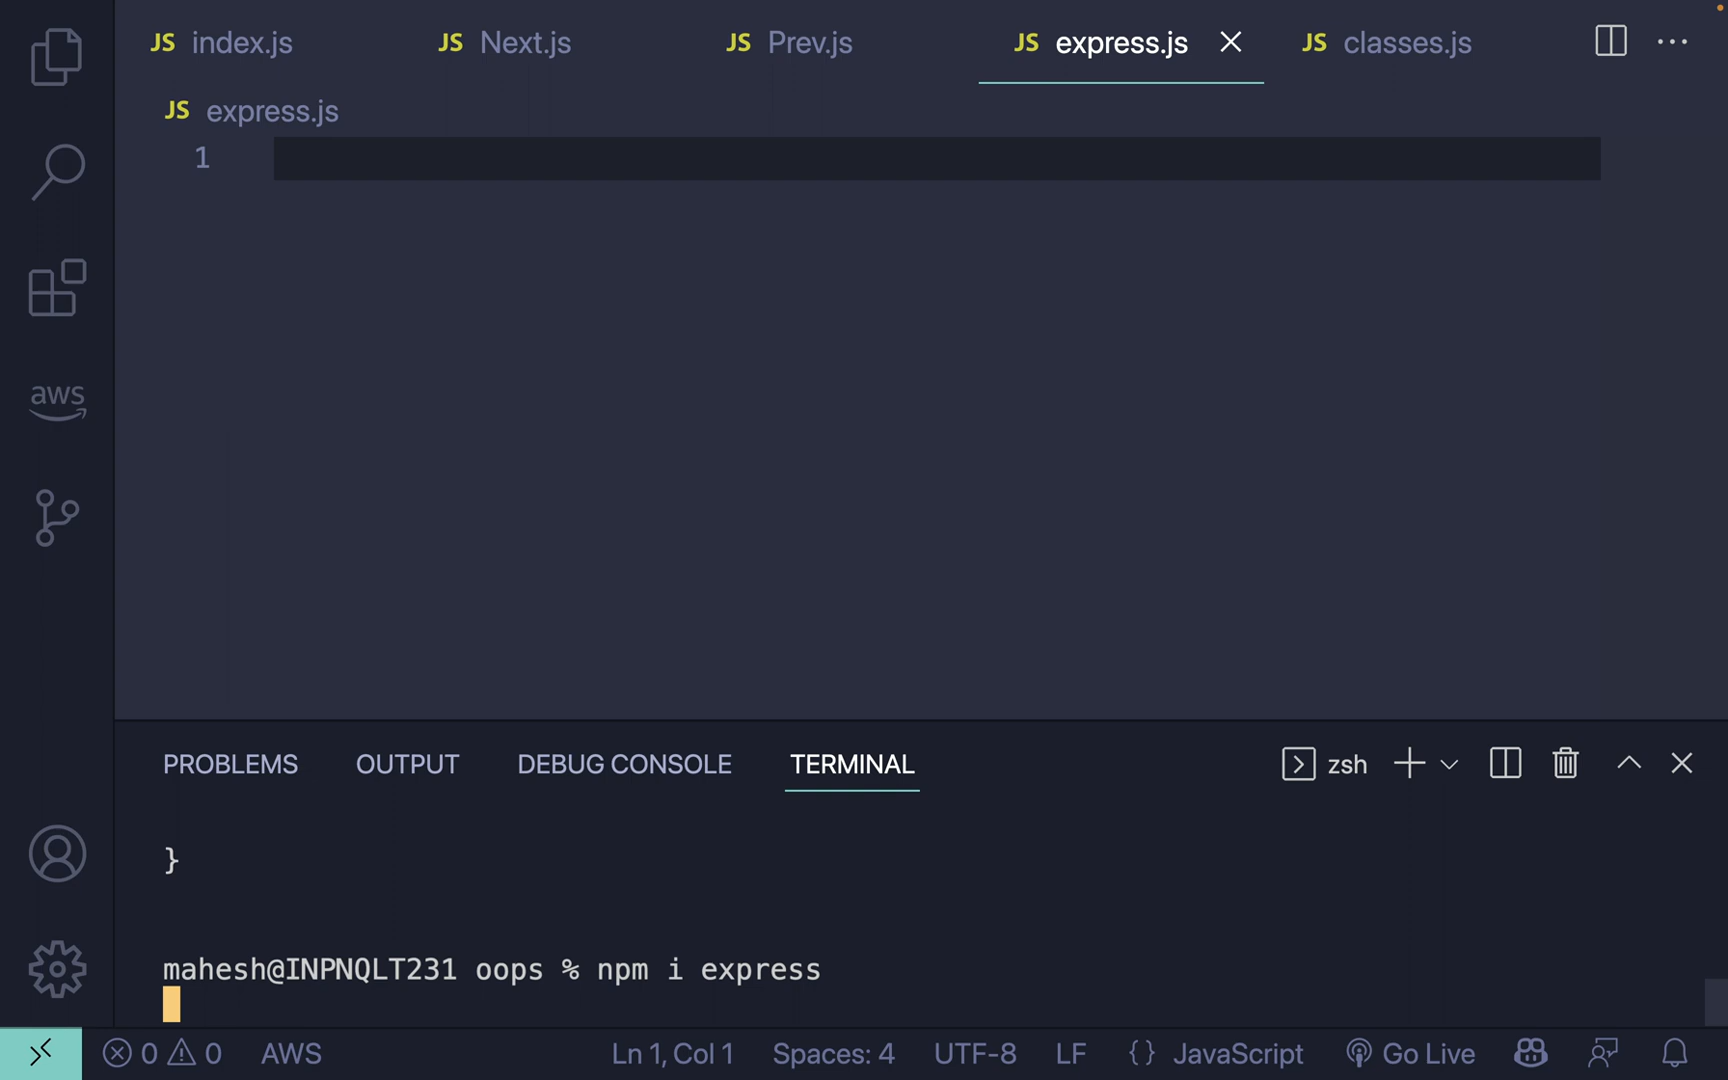 JS index.js JS Next.js JS Prev.js JS express.js JS classes.js
JS express.js
1
aws
PROBLEMS OUTPUT DEBUG CONSOLE TERMINAL zsh
}
mahesh@INPNQLT231 oops % npm i express
0 0 AWS Ln 1, Col 1 Spaces: 4 UTF-8 LF {} JavaScript Go Live